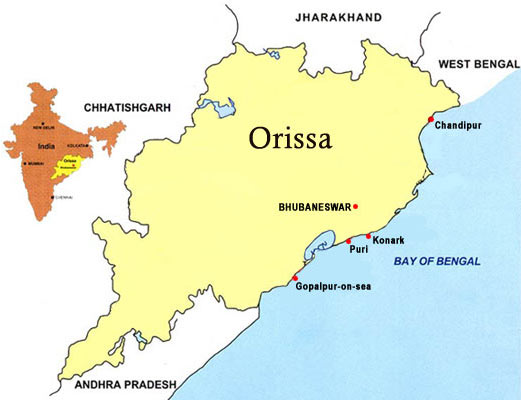 JHARAKHAND
WEST BENGAL
CHHATISHGARH
Orissa
Chandipur
NEW DELHI
India
KOLKATA
Orissa
MUMBAI
CHENNAI
BHUBANESWAR
Konark
Puri
BAY OF BENGAL
Gopalpur-on-sea
ANDHRA PRADESH